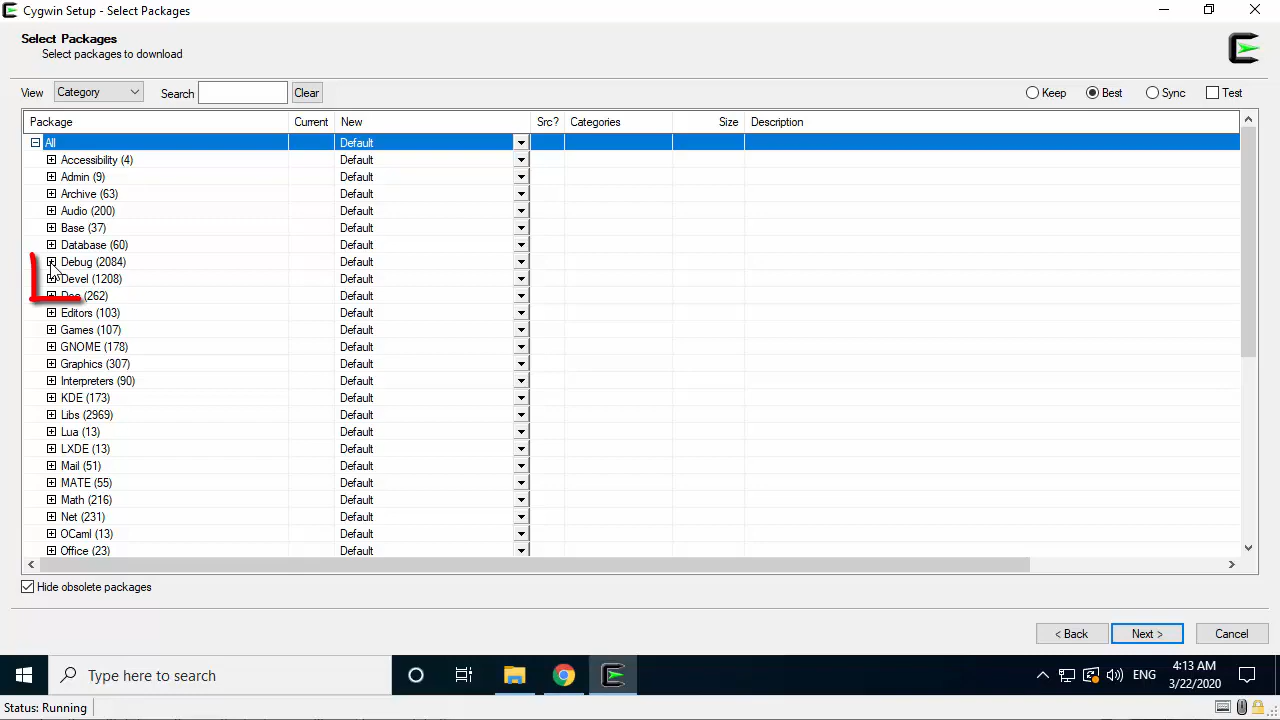 Cygwin Setup - Select Packages
Select Packages
Select packages to download
View Category Search Clear Keep Best Sync Test
Package Current New Src? Categories Size Description
All Default
Accessibility (4) Default
Admin (9) Default
Archive (63) Default
Audio (200) Default
Base (37) Default
Database (60) Default
Debug (2084) Default
Devel (1208) Default
(262) Default
Editors (103) Default
Games (107) Default
GNOME (178) Default
Graphics (307) Default
Interpreters (90) Default
KDE (173) Default
Libs (2969) Default
Lua (13) Default
LXDE (13) Default
Mail (51) Default
MATE (55) Default
Math (216) Default
Net (231) Default
OCaml (13) Default
Office (23) Default
Hide obsolete packages
< Back Next > Cancel
Type here to search
ENG
4:13 AM
3/22/2020
Status: Running